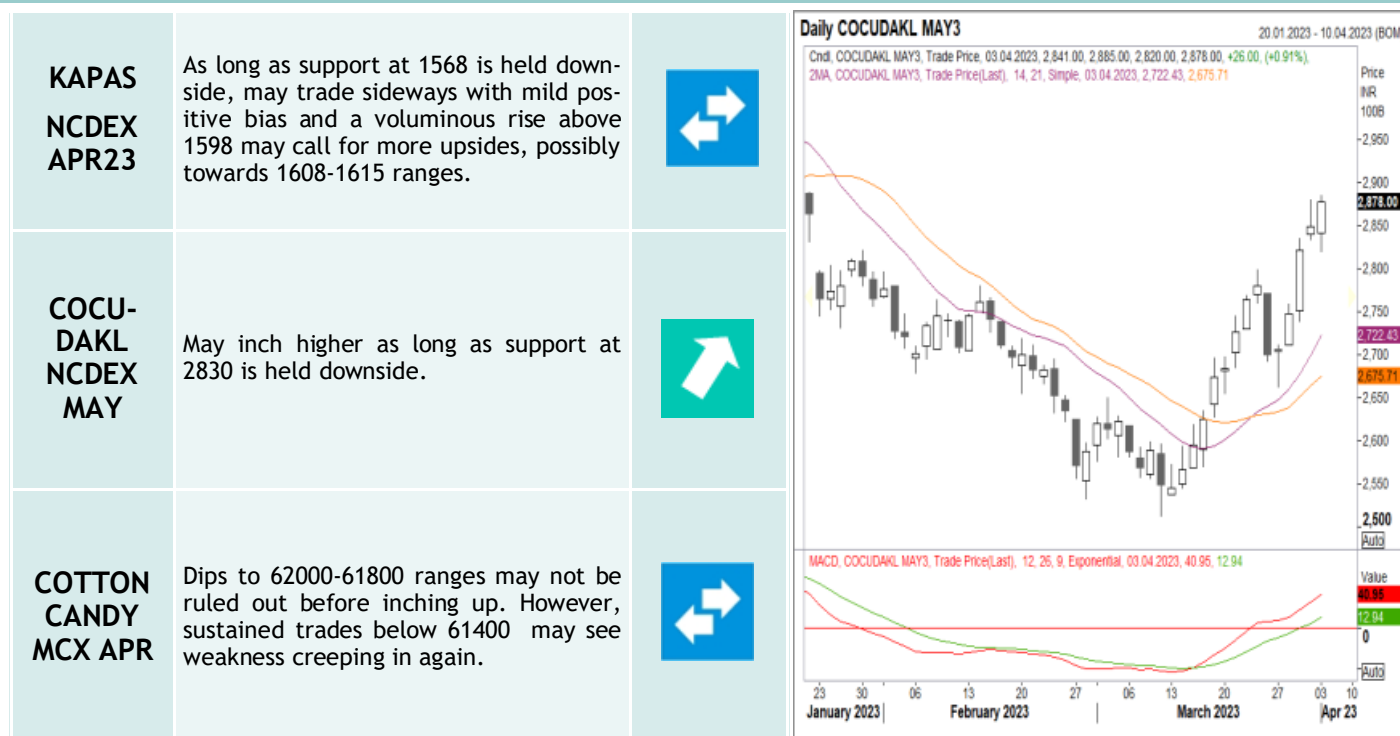 KAPAS
NCDEX
APR23
As long as support at 1568 is held down-
side, may trade sideways with mild pos-
itive bias and a voluminous rise above
1598 may call for more upsides, possibly
towards 1608-1615 ranges.
COCU-
DAKL
NCDEX
MAY
May inch higher as long as support at
2830 is held downside.
COTTON
CANDY
MCX APR
Dips to 62000-61800 ranges may not be
ruled out before inching up. However,
sustained trades below 61400 may see
weakness creeping in again.
Daily COCUDAKL MAY3
20.01.2023 - 10.04.2023 (BOM
Cndl, COCUDAKL MAY3, Trade Price, 03.04.2023, 2,841.00, 2,885.00, 2,820.00, 2,878.00, +26.00, (+0.91%),
2MA, COCUDAKL MAY3, Trade Price(Last), 14, 21, Simple, 03.04.2023, 2,722.43, 2,675.71
Price
INR
100B
2,950
2,900
2,878.00
2,850
2,800
2,750
2,722.43
2,700
2,675.71
2,650
2,600
2,550
2,500
Auto
MACD, COCUDAKL MAY3, Trade Price(Last), 12, 26, 9, Exponential, 03.04.2023, 40.95, 12.94
Value
40.95
12.94
0
Auto
23 30 06 13 20 27 06 13 20 27 03 10
January 2023 February 2023 March 2023 Apr 23